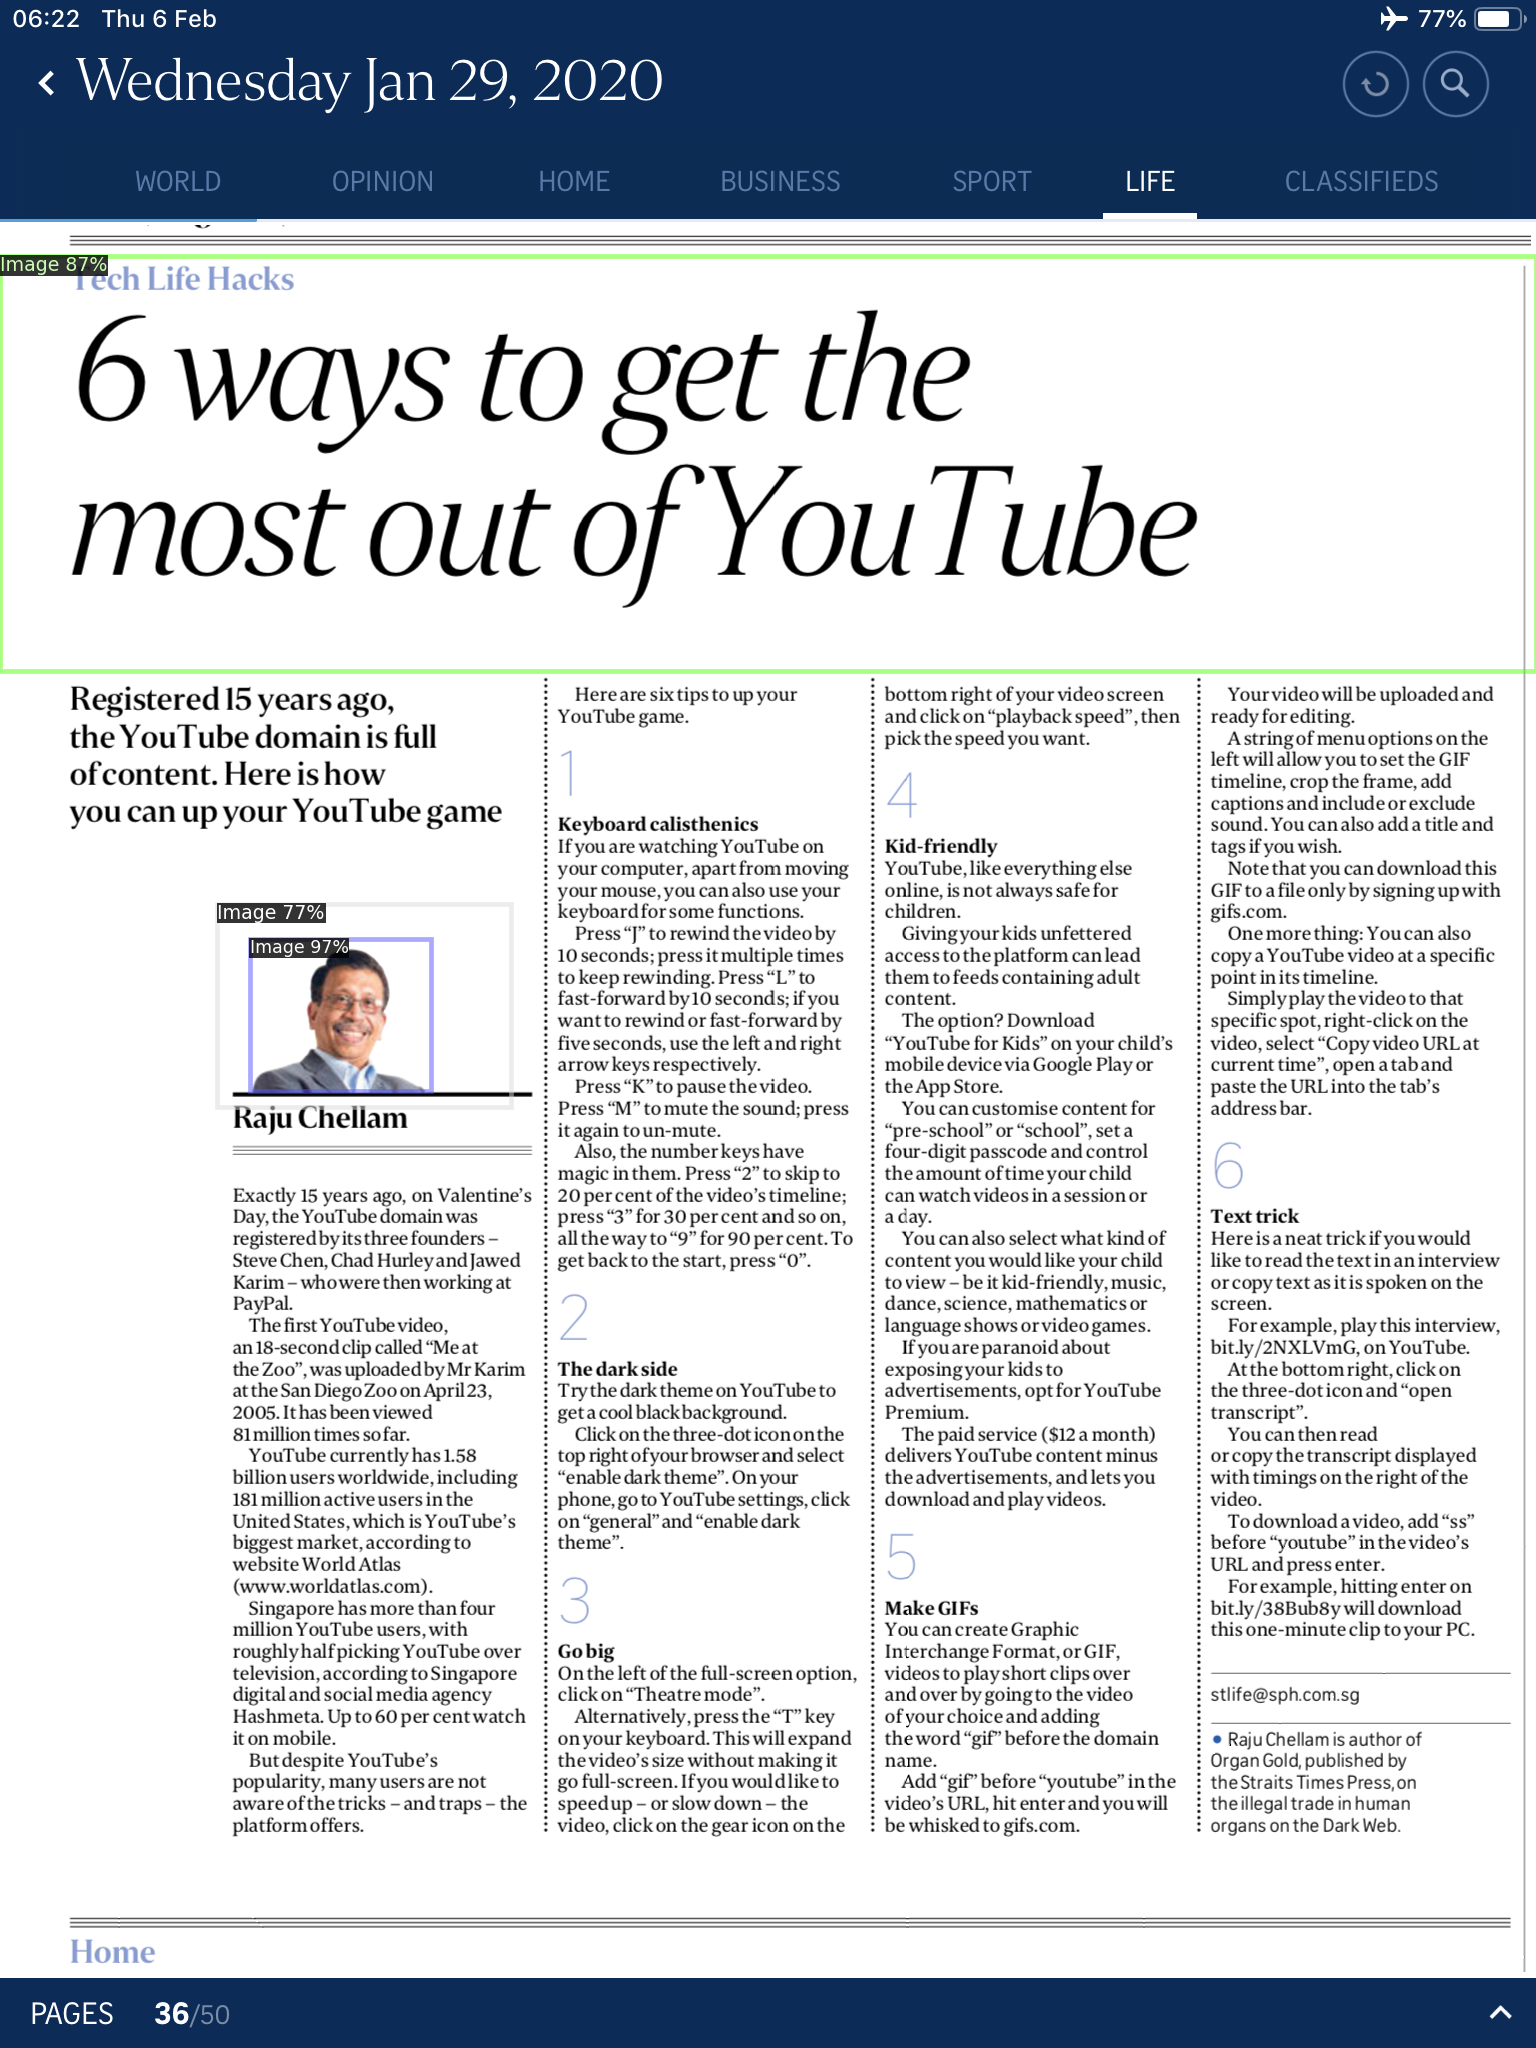 06:22 Thu 6 Feb
77%
Wednesday Jan 29, 2020
WORLD
OPINION
HOME
BUSINESS
SPORT
LIFE
CLASSIFIEDS
Image 87%
Tech Life Hacks
6 ways to get the
most out of YouTube
Registered 15 years ago,
the YouTube domain is full
of content. Here is how
you can up your YouTube game
Image 77%
Image 97%
Raju Chellam
Exactly 15 years ago, on Valentine's
Day, the YouTube domain was
registered by its three founders –
Steve Chen, Chad Hurley and Jawed
Karim – who were then working at
PayPal.
The first YouTube video,
an 18-second clip called "Me at
the Zoo", was uploaded by Mr Karim
at the San Diego Zoo on April 23,
2005. It has been viewed
81 million times so far.
YouTube currently has 1.58
billion users worldwide, including
181 million active users in the
United States, which is YouTube's
biggest market, according to
website World Atlas
(www.worldatlas.com).
Singapore has more than four
million YouTube users, with
roughly half picking YouTube over
television, according to Singapore
digital and social media agency
Hashmeta. Up to 60 per cent watch
it on mobile.
But despite YouTube's
popularity, many users are not
aware of the tricks – and traps – the
platform offers.
Here are six tips to up your
YouTube game.
1
Keyboard calisthenics
If you are watching YouTube on
your computer, apart from moving
your mouse, you can also use your
keyboard for some functions.
Press "J" to rewind the video by
10 seconds; press it multiple times
to keep rewinding. Press "L" to
fast-forward by 10 seconds; if you
want to rewind or fast-forward by
five seconds, use the left and right
arrow keys respectively.
Press "K" to pause the video.
Press "M" to mute the sound; press
it again to un-mute.
Also, the number keys have
magic in them. Press "2" to skip to
20 per cent of the video's timeline;
press "3" for 30 per cent and so on,
all the way to "9" for 90 per cent. To
get back to the start, press "0".
2
The dark side
Try the dark theme on YouTube to
get a cool black background.
Click on the three-dot icon on the
top right of your browser and select
"enable dark theme". On your
phone, go to YouTube settings, click
on "general" and "enable dark
theme".
3
Go big
On the left of the full-screen option,
click on "Theatre mode".
Alternatively, press the "T" key
on your keyboard. This will expand
the video's size without making it
go full-screen. If you would like to
speed up – or slow down – the
video, click on the gear icon on the
bottom right of your video screen
and click on "playback speed", then
pick the speed you want.
4
Kid-friendly
YouTube, like everything else
online, is not always safe for
children.
Giving your kids unfettered
access to the platform can lead
them to feeds containing adult
content.
The option? Download
"YouTube for Kids" on your child's
mobile device via Google Play or
the App Store.
You can customise content for
"pre-school" or "school", set a
four-digit passcode and control
the amount of time your child
can watch videos in a session or
a day.
You can also select what kind of
content you would like your child
to view – be it kid-friendly, music,
dance, science, mathematics or
language shows or video games.
If you are paranoid about
exposing your kids to
advertisements, opt for YouTube
Premium.
The paid service ($12 a month)
delivers YouTube content minus
the advertisements, and lets you
download and play videos.
5
Make GIFs
You can create Graphic
Interchange Format, or GIF,
videos to play short clips over
and over by going to the video
of your choice and adding
the word "gif" before the domain
name.
Add "gif" before "youtube" in the
video's URL, hit enter and you will
be whisked to gifs.com.
Your video will be uploaded and
ready for editing.
A string of menu options on the
left will allow you to set the GIF
timeline, crop the frame, add
captions and include or exclude
sound. You can also add a title and
tags if you wish.
Note that you can download this
GIF to a file only by signing up with
gifs.com.
One more thing: You can also
copy a YouTube video at a specific
point in its timeline.
Simply play the video to that
specific spot, right-click on the
video, select "Copy video URL at
current time", open a tab and
paste the URL into the tab's
address bar.
6
Text trick
Here is a neat trick if you would
like to read the text in an interview
or copy text as it is spoken on the
screen.
For example, play this interview,
bit.ly/2NXLVmG, on YouTube.
At the bottom right, click on
the three-dot icon and "open
transcript".
You can then read
or copy the transcript displayed
with timings on the right of the
video.
To download a video, add "ss"
before "youtube" in the video's
URL and press enter.
For example, hitting enter on
bit.ly/38Bub8y will download
this one-minute clip to your PC.
stlife@sph.com.sg
• Raju Chellam is author of
Organ Gold, published by
the Straits Times Press, on
the illegal trade in human
organs on the Dark Web.
Home
PAGES 36/50